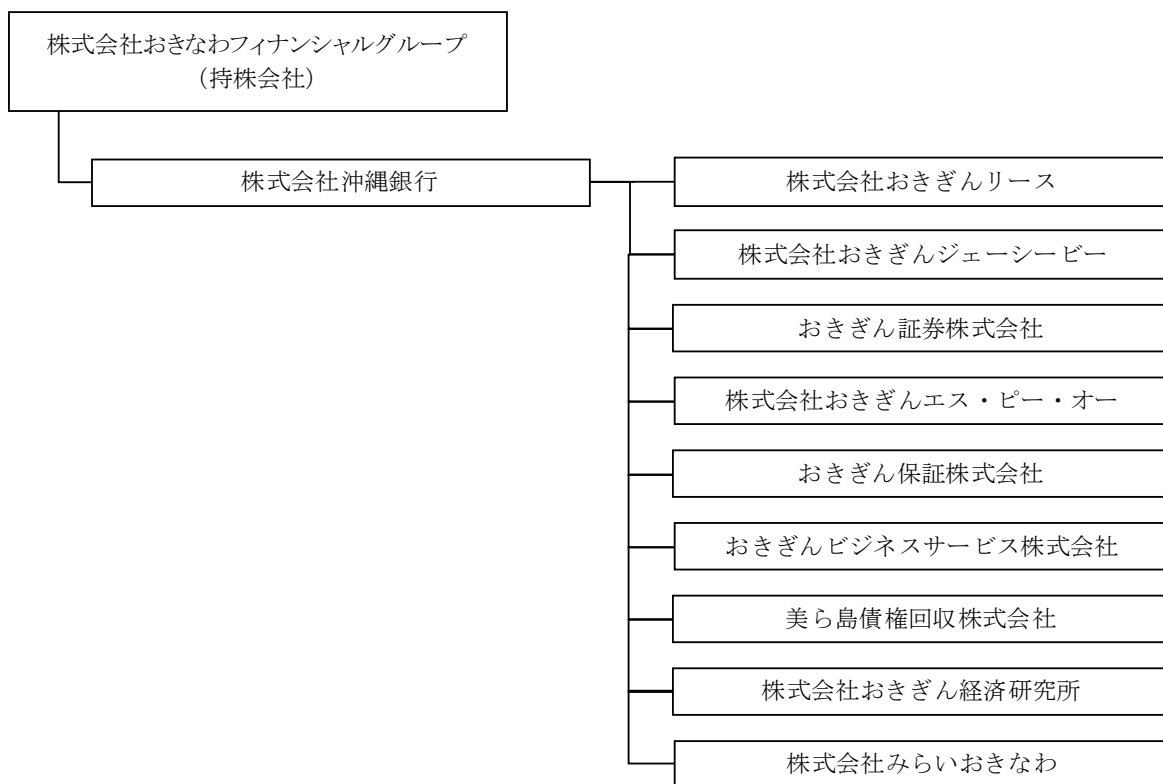 株式会社おきなわフィナンシャルグループ
（持株会社）
株式会社沖縄銀行
株式会社おきぎんリース
株式会社おきぎんジェーシービー
おきぎん証券株式会社
株式会社おきぎんエス・ピー・オー
おきぎん保証株式会社
おきぎんビジネスサービス株式会社
美ら島債権回収株式会社
株式会社おきぎん経済研究所
株式会社みらいおきなわ